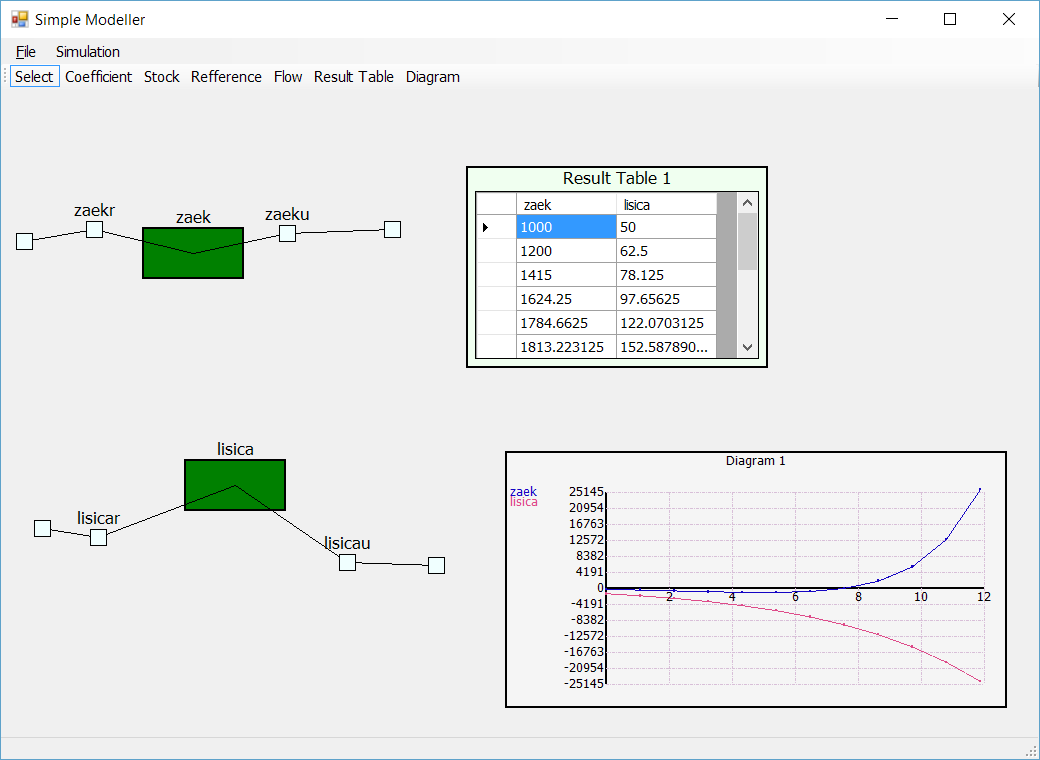 Simple Modeller
File Simulation
Select Coefficient Stock Refference Flow Result Table Diagram
zaekr
zaek
zaeku
Result Table 1
zaek lisica
1000 50
1200 62.5
1415 78.125
1624.25 97.65625
1784.6625 122.0703125
1813.223125 152.587890...
lisica
lisicar
lisicau
Diagram 1
zaek
lisica
25145
20954
16763
12572
8382
4191
0
-4191
-8382
-12572
-16763
-20954
-25145
2 4 6 8 10 12